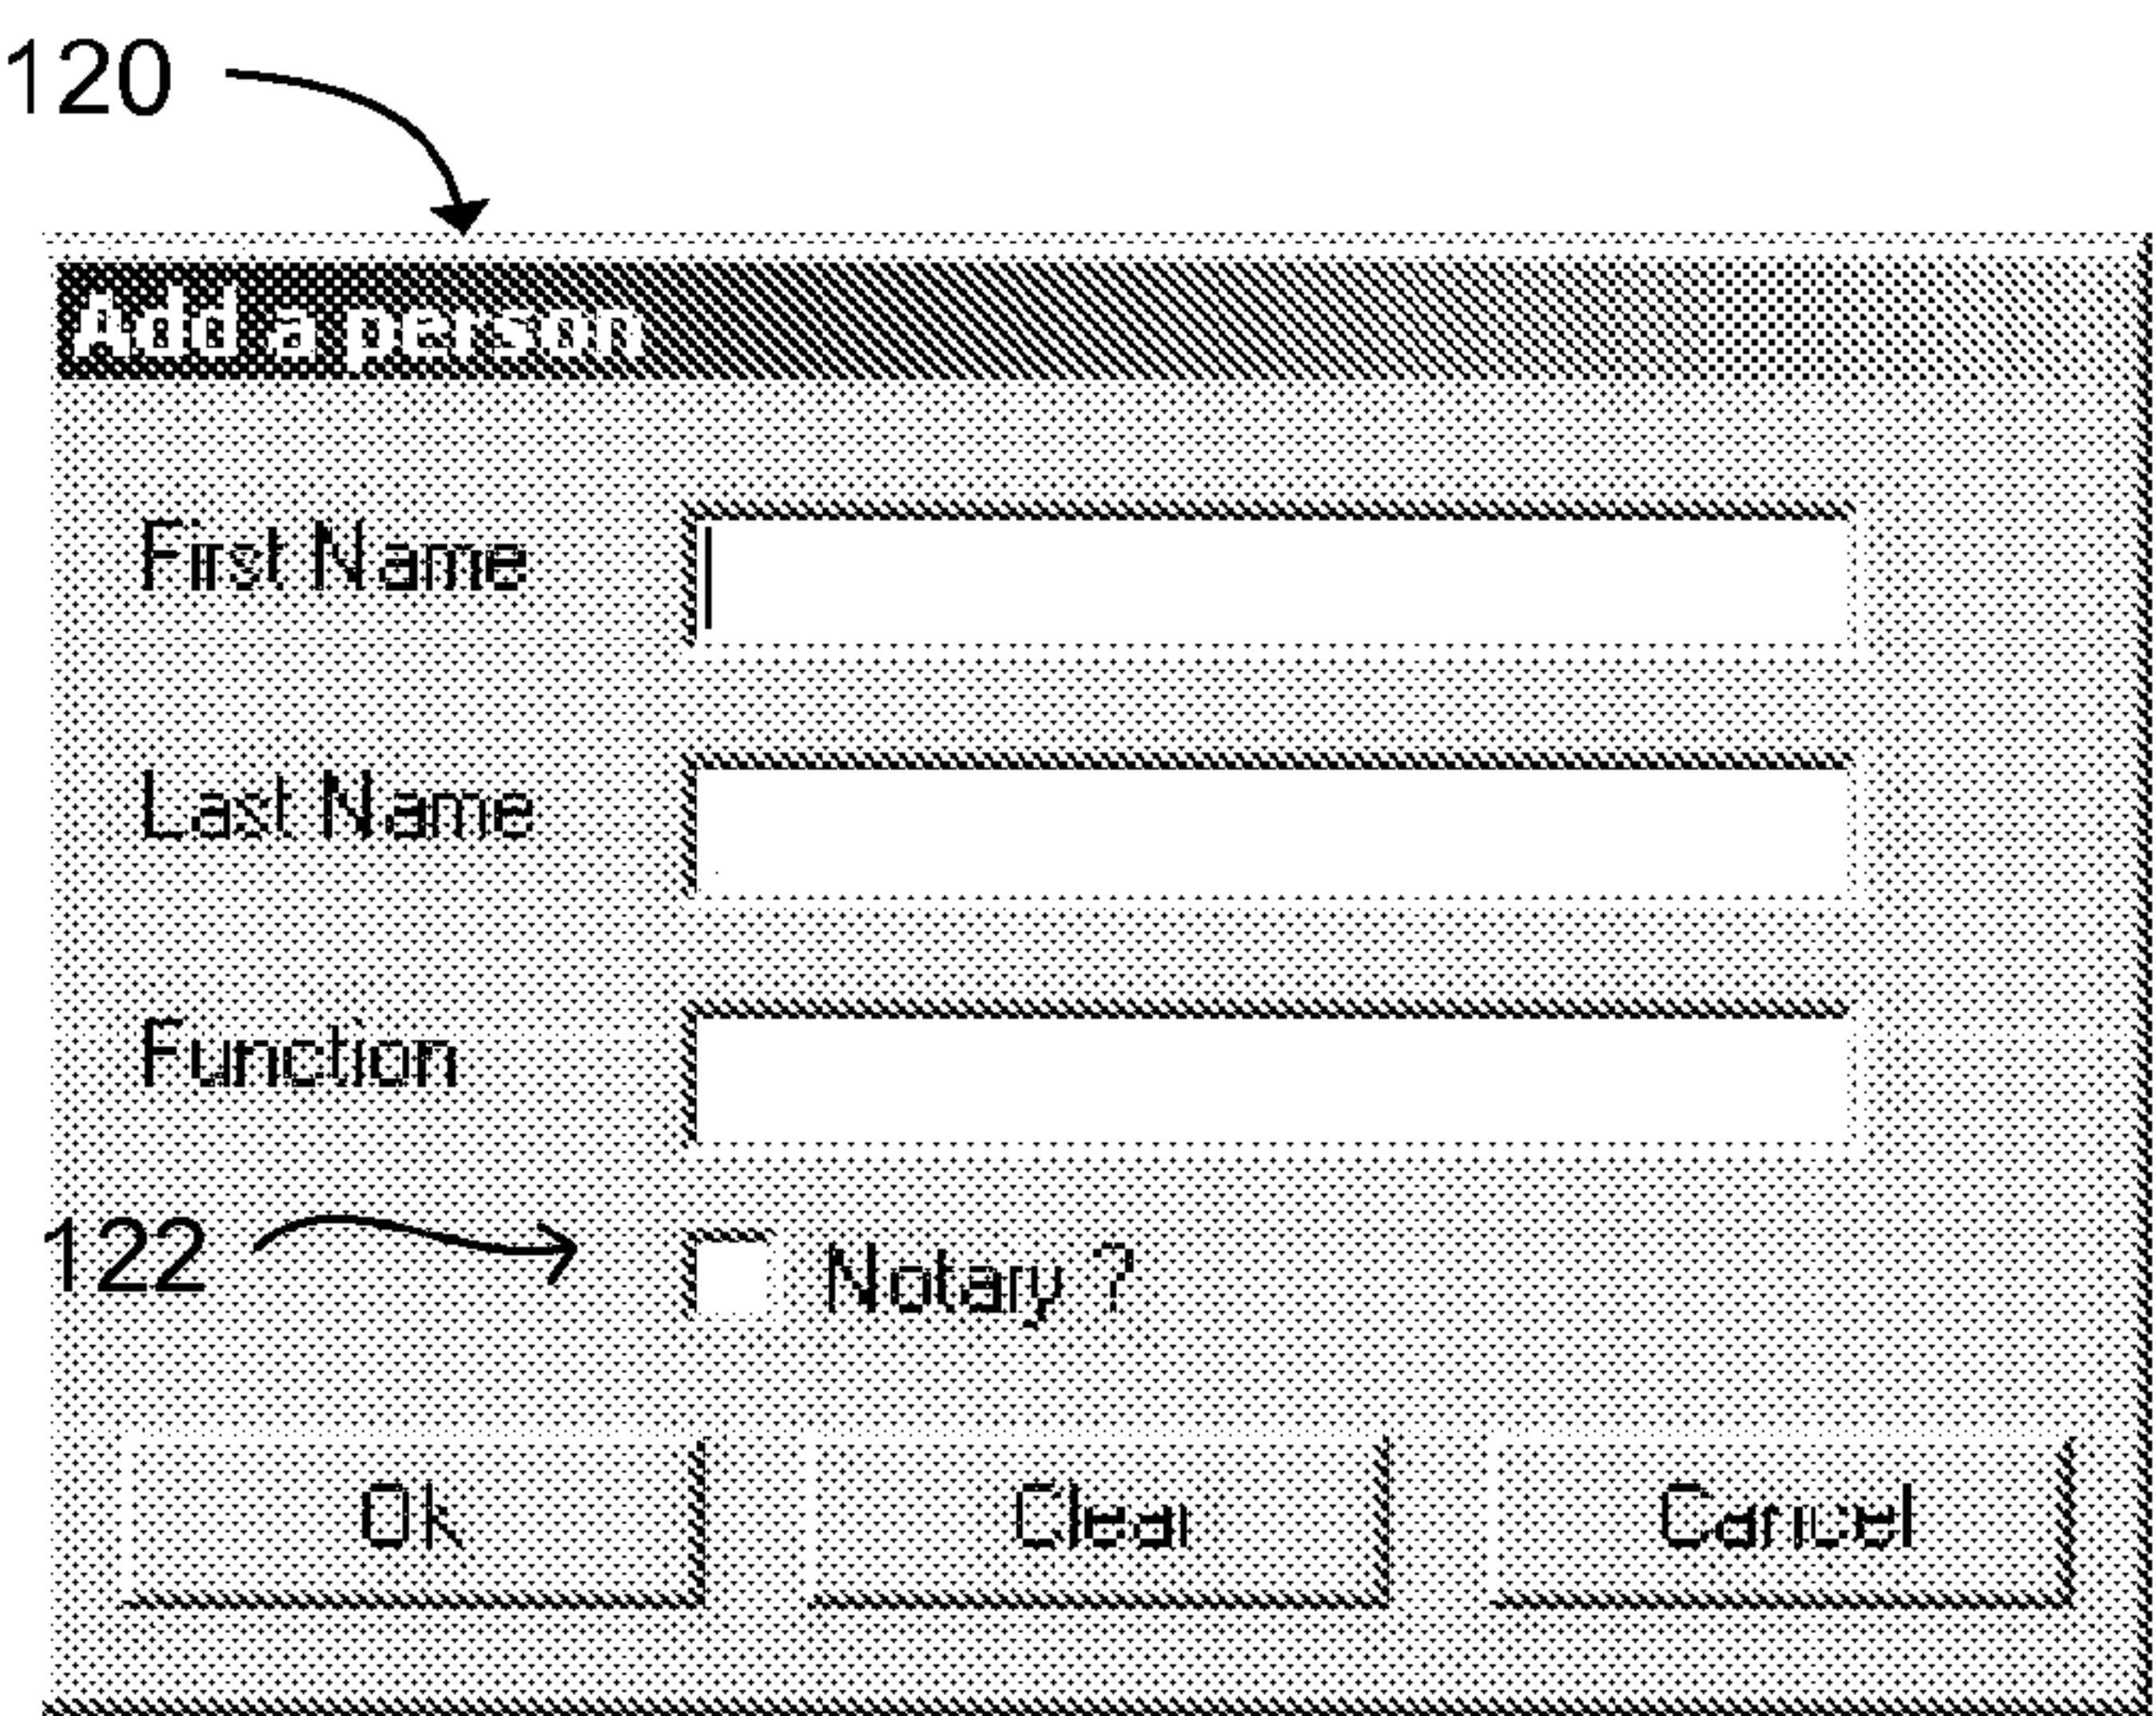 120
Add a person
First Name
Last Name
Function
122 Notary ?
Ok Clear Cancel